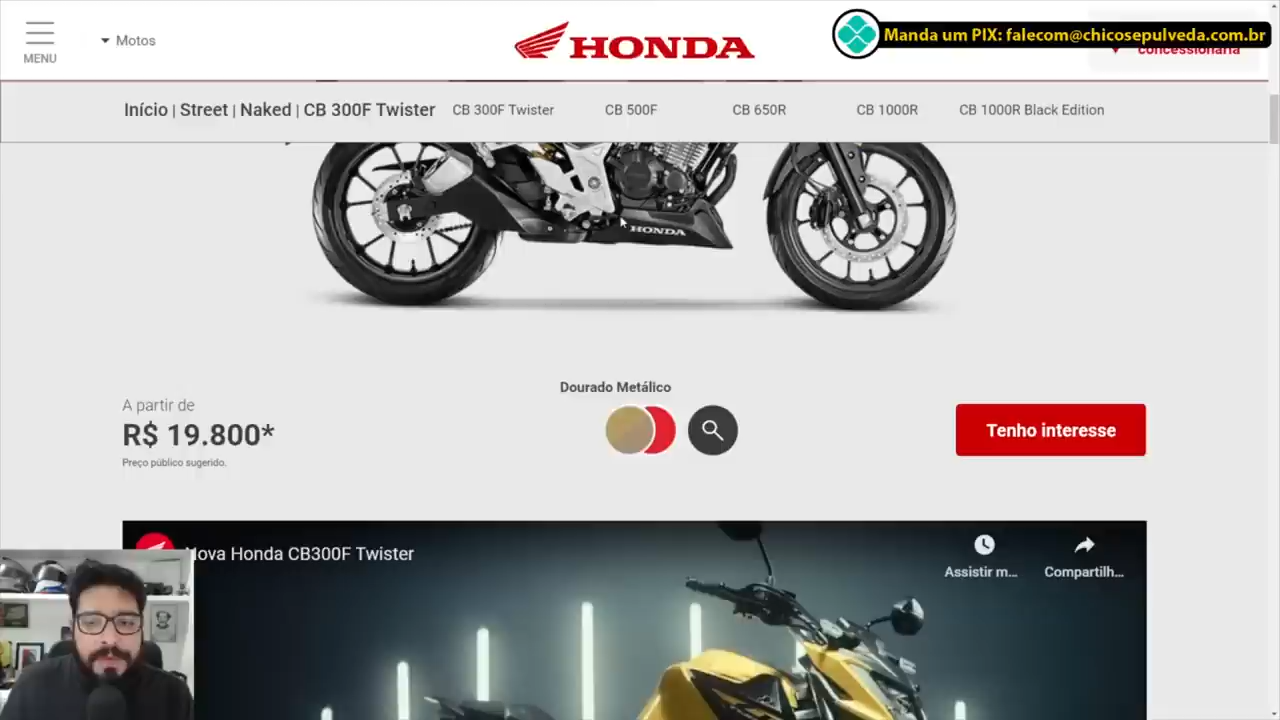 MENU
Motos
HONDA
Manda um PIX: falecom@chicosepulveda.com.br
concessionária
Início | Street | Naked | CB 300F Twister
CB 300F Twister
CB 500F
CB 650R
CB 1000R
CB 1000R Black Edition
HONDA
Dourado Metálico
A partir de
R$ 19.800*
Preço público sugerido.
Tenho interesse
Nova Honda CB300F Twister
Assistir m...
Compartilh...